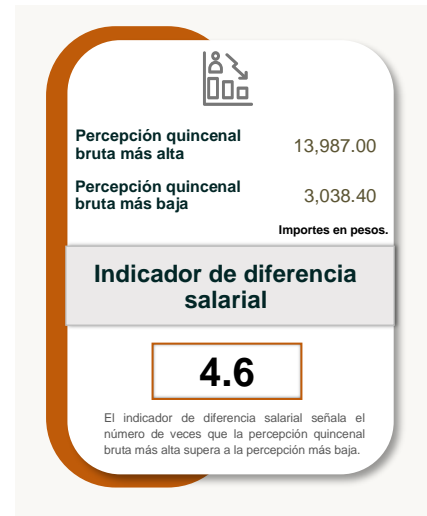 Percepción quincenal
bruta más alta
13,987.00
Percepción quincenal
bruta más baja
3,038.40
Importes en pesos.
Indicador de diferencia
salarial
4.6
El indicador de diferencia salarial señala el
número de veces que la percepción quincenal
bruta más alta supera a la percepción más baja.